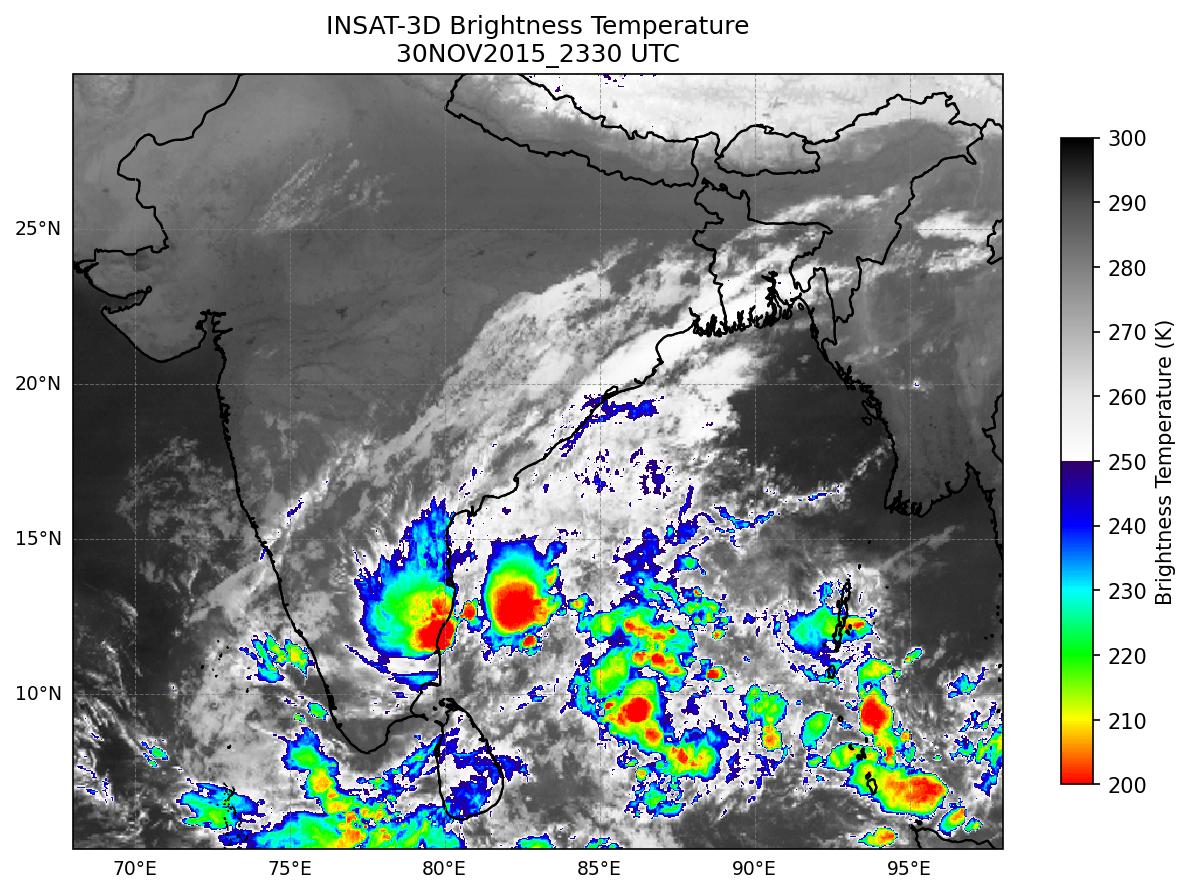 INSAT-3D Brightness Temperature
30NOV2015_2330 UTC
25°N
20°N
15°N
10°N
70°E
75°E
80°E
85°E
90°E
95°E
300
290
280
270
260
250
240
230
220
210
200
Brightness Temperature (K)